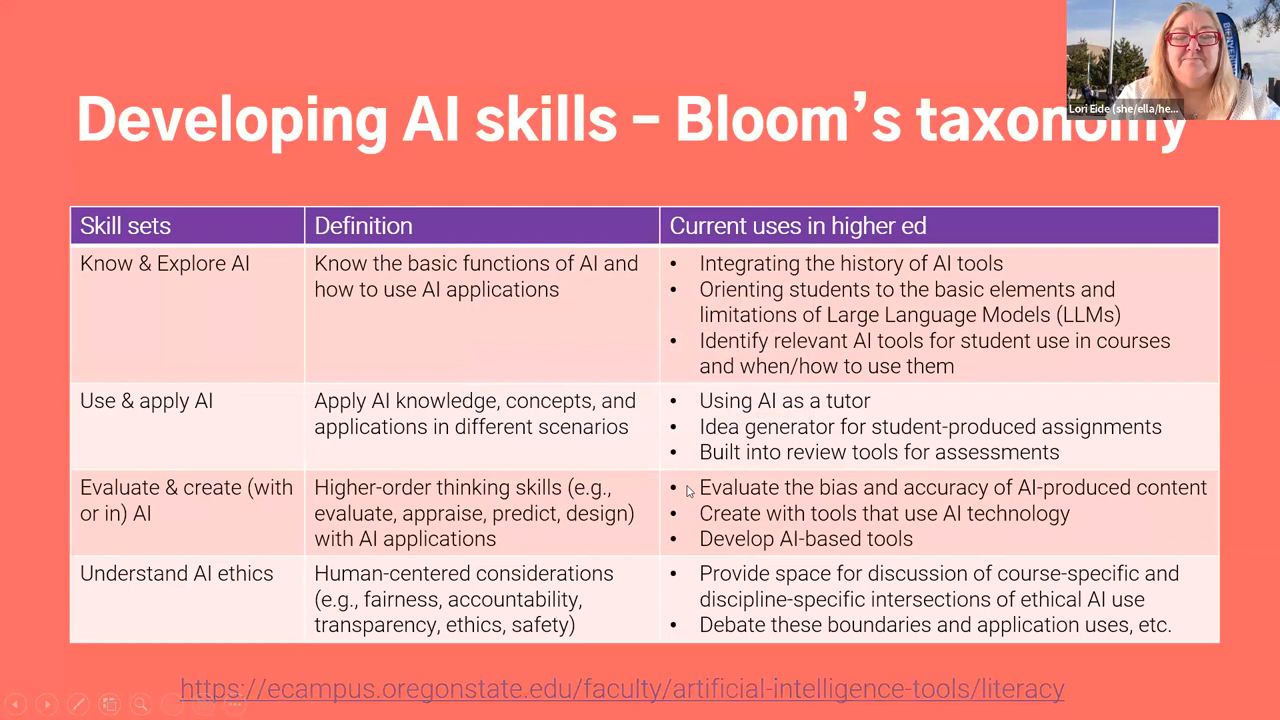 Developing AI skills – Bloom's taxonomy
Lori Eide (she/ella/he...
Skill sets
Definition
Current uses in higher ed
Know & Explore AI
Know the basic functions of AI and
how to use AI applications
• Integrating the history of AI tools
• Orienting students to the basic elements and
limitations of Large Language Models (LLMs)
• Identify relevant AI tools for student use in courses
and when/how to use them
Use & apply AI
Apply AI knowledge, concepts, and
applications in different scenarios
• Using AI as a tutor
• Idea generator for student-produced assignments
• Built into review tools for assessments
Evaluate & create (with
or in) AI
Higher-order thinking skills (e.g.,
evaluate, appraise, predict, design)
with AI applications
• Evaluate the bias and accuracy of AI-produced content
• Create with tools that use AI technology
• Develop AI-based tools
Understand AI ethics
Human-centered considerations
(e.g., fairness, accountability,
transparency, ethics, safety)
• Provide space for discussion of course-specific and
discipline-specific intersections of ethical AI use
• Debate these boundaries and application uses, etc.
https://ecampus.oregonstate.edu/faculty/artificial-intelligence-tools/literacy